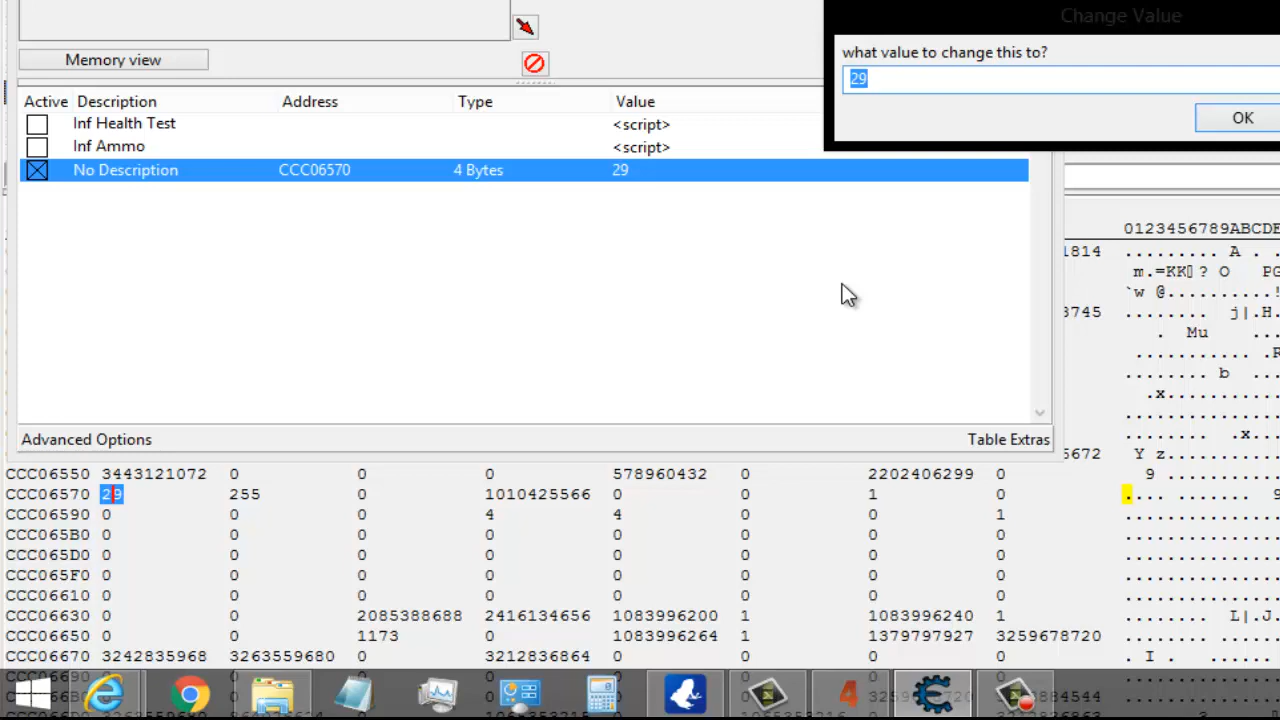 Change Value
what value to change this to?
29
OK
Memory view
Active Description Address Type Value
Inf Health Test <script>
Inf Ammo <script>
No Description CCC06570 4 Bytes 29
0123456789ABCDE
1814 ......... A .
m.=KK ? O PG
`w @..........!
3745 ........ j|.H.
. Mu ...
........... .R
........ b ...
.x...........
Advanced Options Table Extras
5672 Y z..........
CCC06550 3443121072 0 0 0 578960432 0 2202406299 0
CCC06570 29 255 0 1010425566 0 0 1 0
CCC06590 0 0 0 4 4 0 0 1
CCC065B0 0 0 0 0 0 0 0 0
CCC065D0 0 0 0 0 0 0 0 0
CCC065F0 0 0 0 0 0 0 0 0
CCC06610 0 0 0 0 0 0 0 0
CCC06630 0 0 2085388688 2416134656 1083996200 1 1083996240 1
CCC06650 0 0 1173 0 1083996264 1 1379797927 3259678720
CCC06670 3242835968 3263559680 0 3212836864 0 0 0 0